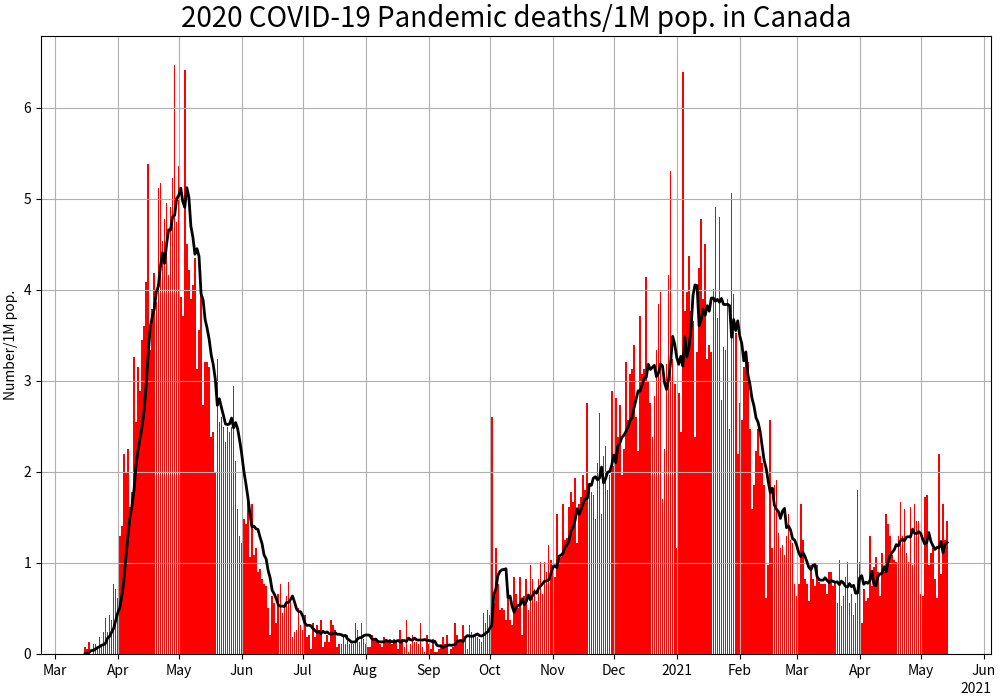 2020 COVID-19 Pandemic deaths/1M pop. in Canada
Number/1M pop.
6
5
4
3
2
1
0
Mar Apr May Jun Jul Aug Sep Oct Nov Dec 2021 Feb Mar Apr May Jun
2021